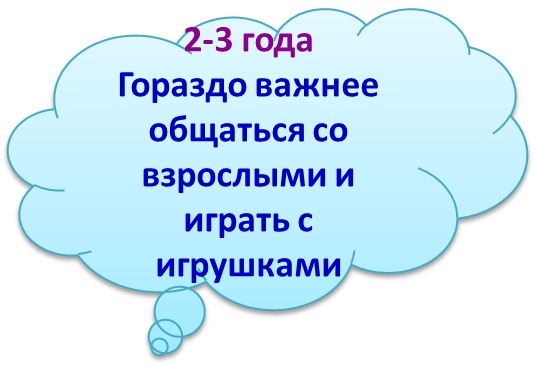 2-3 года
Гораздо важнее
общаться со
взрослыми и
играть с
игрушками